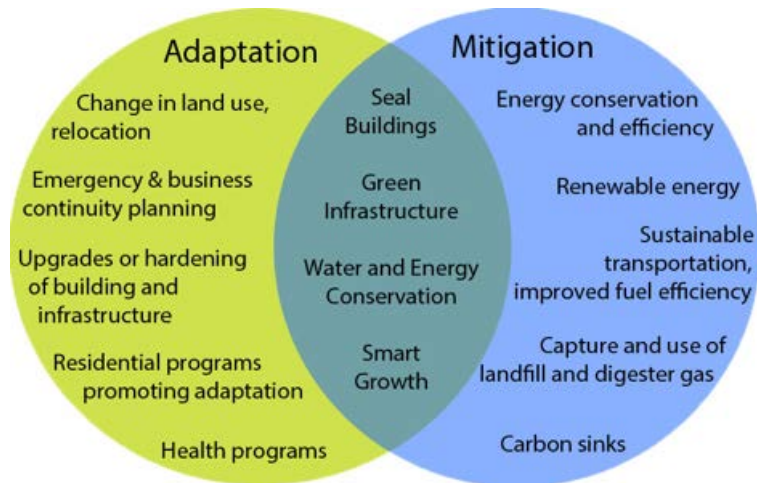 Adaptation
Change in land use,
relocation
Emergency & business
continuity planning
Upgrades or hardening
of building and
infrastructure
Residential programs
promoting adaptation
Health programs
Seal
Buildings
Green
Infrastructure
Water and Energy
Conservation
Smart
Growth
Mitigation
Energy conservation
and efficiency
Renewable energy
Sustainable
transportation,
improved fuel efficiency
Capture and use of
landfill and digester gas
Carbon sinks